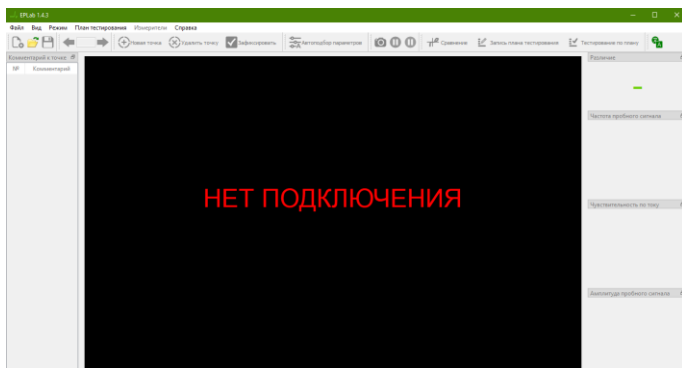 EPLab 1.4.3
Файл Вид Режим План тестирования Измерители Справка
Новая точка Удалить точку Зафиксировать Автоподбор параметров Сравнение Запись плана тестирования Тестирование по плану
Комментарий к точке
№ Комментарий
Различие
Частота пробного сигнала
НЕТ ПОДКЛЮЧЕНИЯ
Чувствительность по току
Амплитуда пробного сигнала